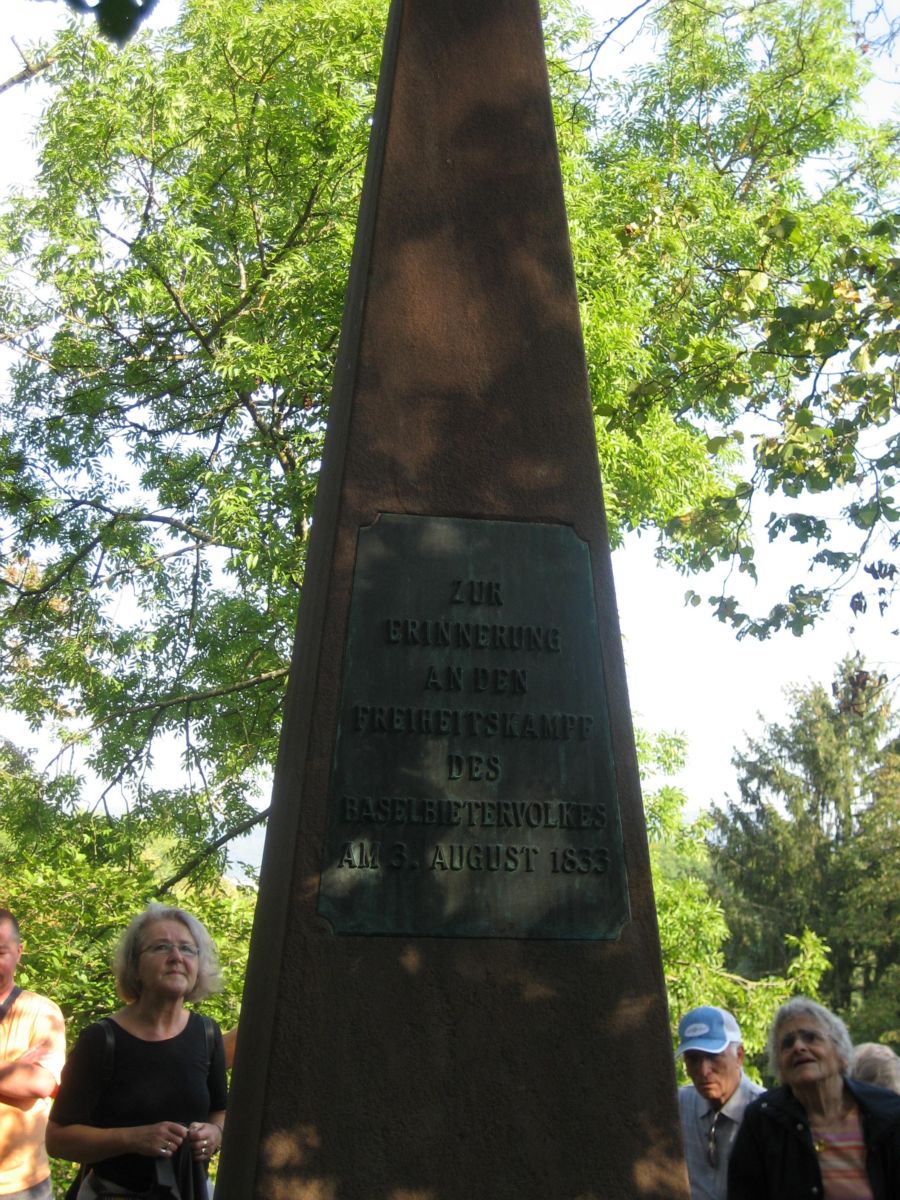 ZUR
ERINNERUNG
AN DEN
FREIHEITSKAMPF
DES
BASELBIETERVOLKES
AM 3. AUGUST 1833